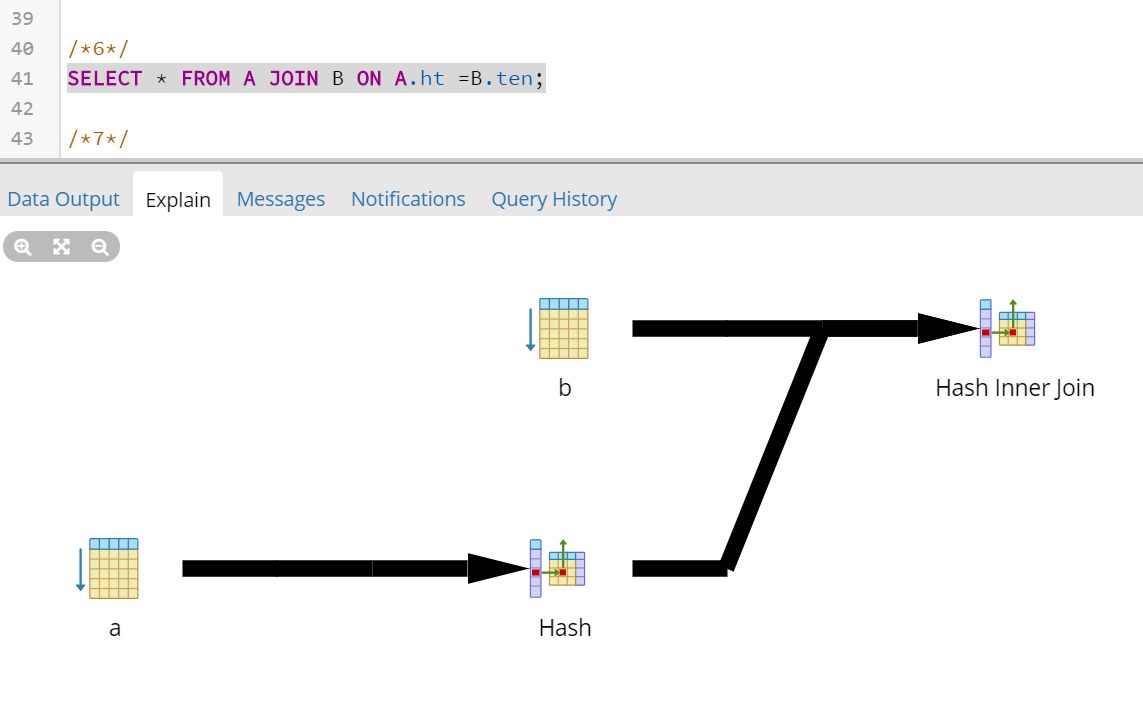 39
40 /*6*/
41 SELECT * FROM A JOIN B ON A.ht =B.ten;
42
43 /*7*/
Data Output Explain Messages Notifications Query History
b
Hash Inner Join
a
Hash